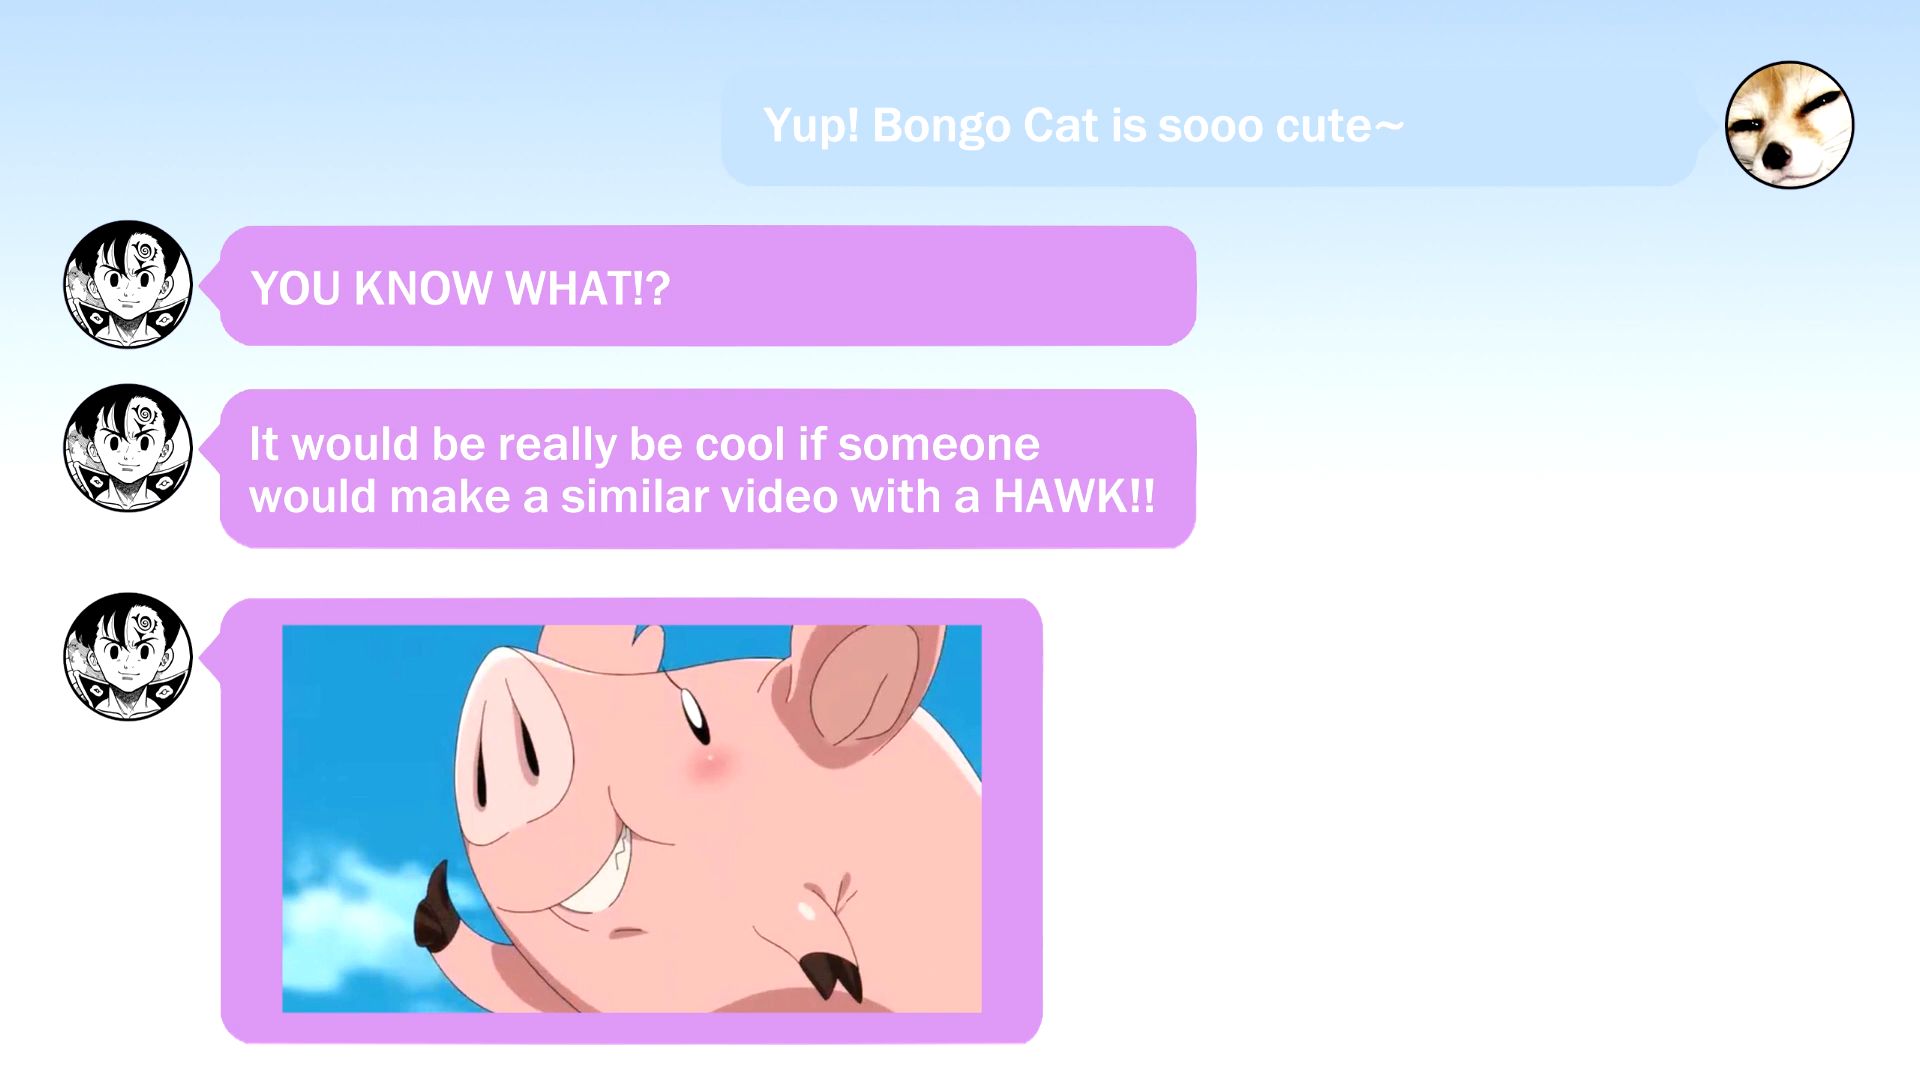 Yup! Bongo Cat is sooo cute~
YOU KNOW WHAT!?
It would be really be cool if someone
would make a similar video with a HAWK!!